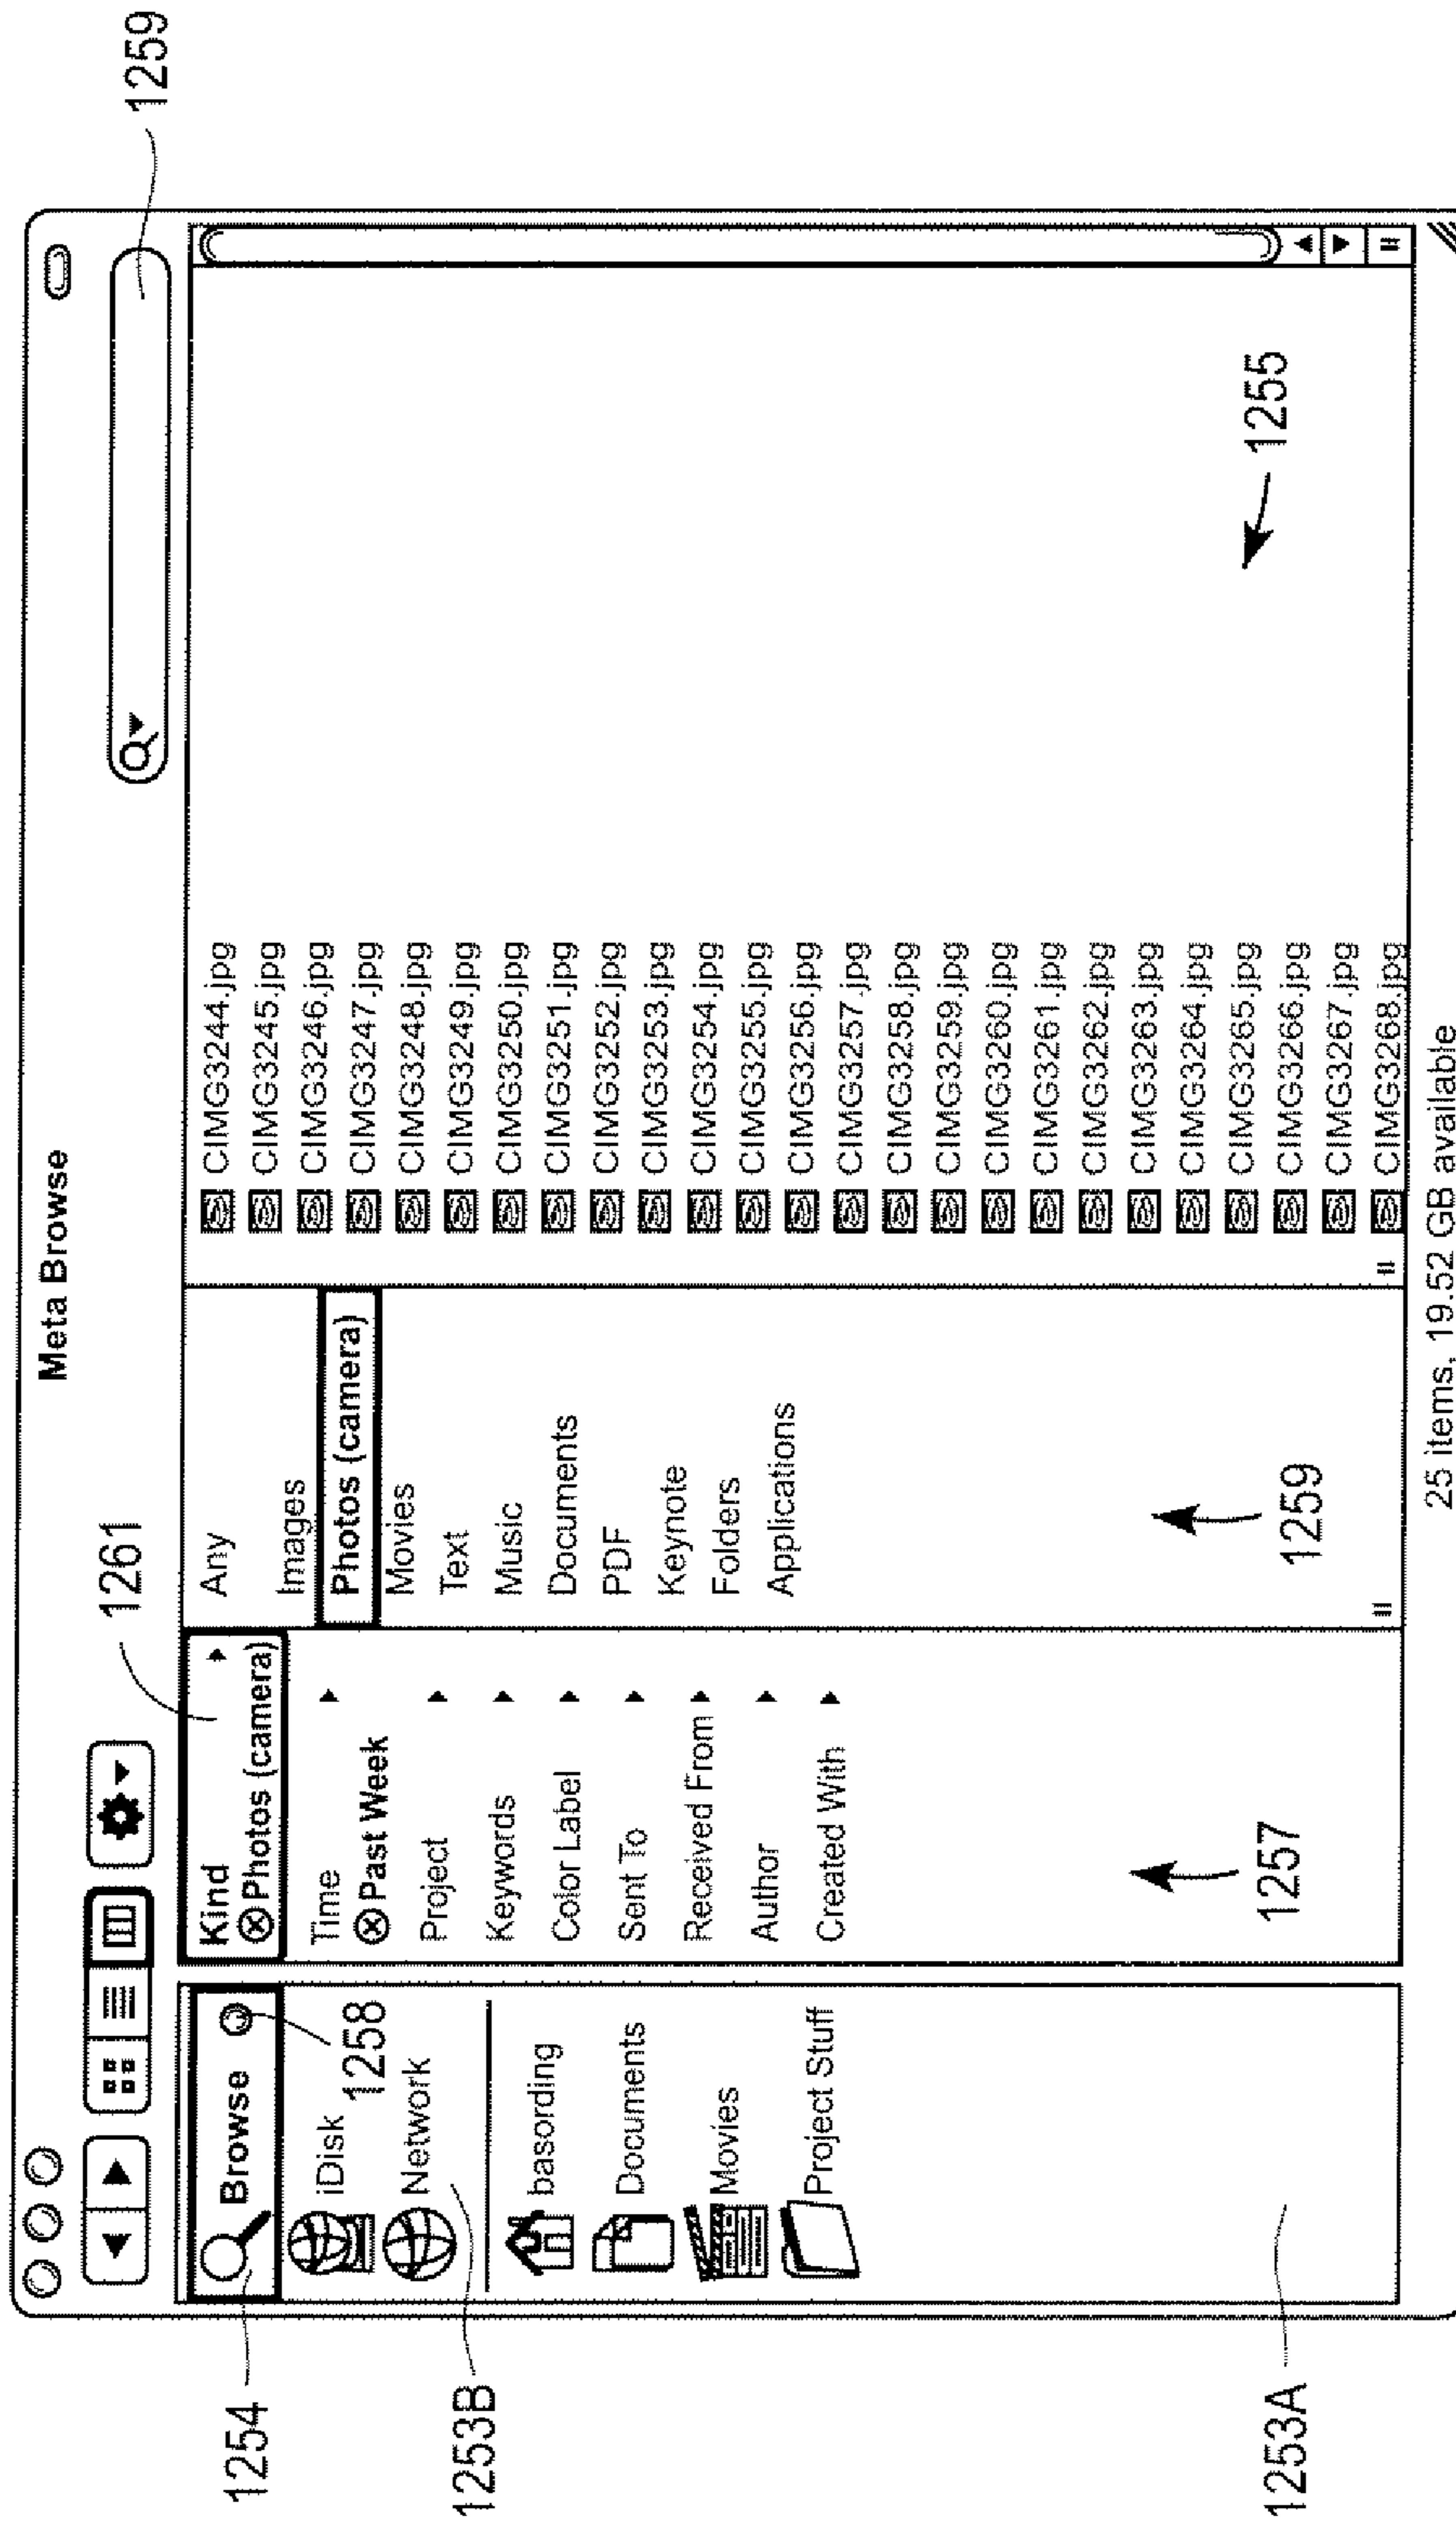 Meta Browse
1259
1261
1254
Browse
1258
iDisk
Network
1253B
basording
Documents
Movies
Project Stuff
1253A
Kind
Photos (camera)
Time
Past Week
Project
Keywords
Color Label
Sent To
Received From
Author
Created With
1257
Any
Images
Photos (camera)
Movies
Text
Music
Documents
PDF
Keynote
Folders
Applications
1259
CIMG3244.jpg
CIMG3245.jpg
CIMG3246.jpg
CIMG3247.jpg
CIMG3248.jpg
CIMG3249.jpg
CIMG3250.jpg
CIMG3251.jpg
CIMG3252.jpg
CIMG3253.jpg
CIMG3254.jpg
CIMG3255.jpg
CIMG3256.jpg
CIMG3257.jpg
CIMG3258.jpg
CIMG3259.jpg
CIMG3260.jpg
CIMG3261.jpg
CIMG3262.jpg
CIMG3263.jpg
CIMG3264.jpg
CIMG3265.jpg
CIMG3266.jpg
CIMG3267.jpg
CIMG3268.jpg
1255
25 items, 19.52 GB available